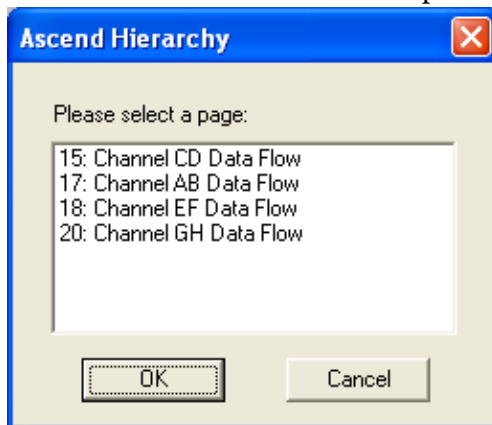 Ascend Hierarchy
Please select a page:
15: Channel CD Data Flow
17: Channel AB Data Flow
18: Channel EF Data Flow
20: Channel GH Data Flow
OK Cancel